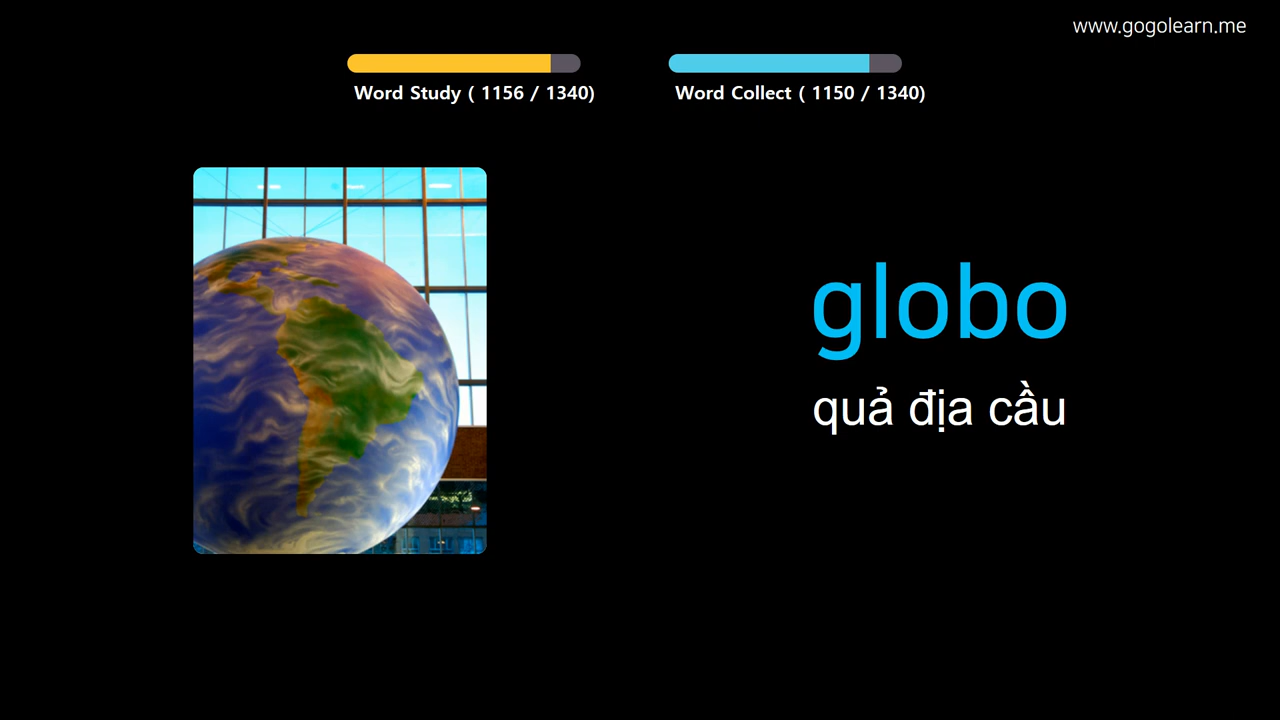 www.gogolearn.me
Word Study ( 1156 / 1340)
Word Collect ( 1150 / 1340)
globo
quả địa cầu